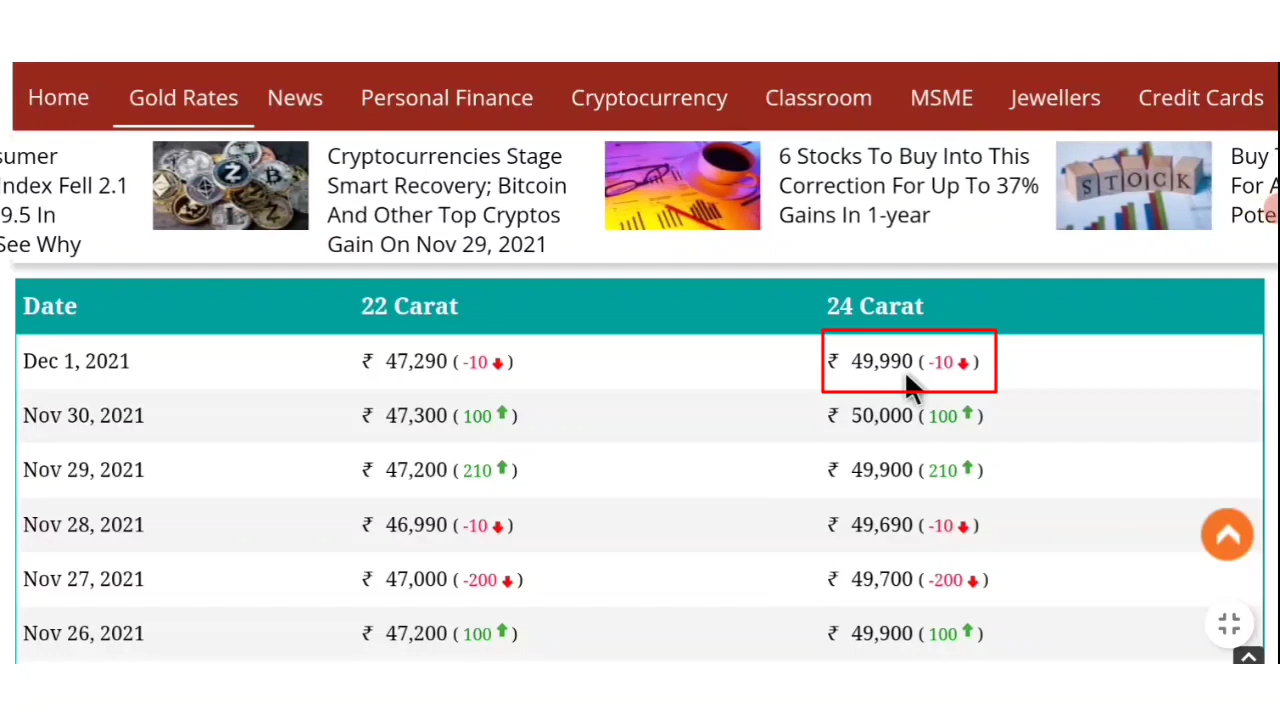 Home Gold Rates News Personal Finance Cryptocurrency Classroom MSME Jewellers Credit Cards
sumer
Index Fell 2.1
9.5 In
See Why
Cryptocurrencies Stage
Smart Recovery; Bitcoin
And Other Top Cryptos
Gain On Nov 29, 2021
6 Stocks To Buy Into This
Correction For Up To 37%
Gains In 1-year
STOCK
Buy
For
Pote
Date 22 Carat 24 Carat
Dec 1, 2021 ₹ 47,290 ( -10 ) ₹ 49,990 ( -10 )
Nov 30, 2021 ₹ 47,300 ( 100 ) ₹ 50,000 ( 100 )
Nov 29, 2021 ₹ 47,200 ( 210 ) ₹ 49,900 ( 210 )
Nov 28, 2021 ₹ 46,990 ( -10 ) ₹ 49,690 ( -10 )
Nov 27, 2021 ₹ 47,000 ( -200 ) ₹ 49,700 ( -200 )
Nov 26, 2021 ₹ 47,200 ( 100 ) ₹ 49,900 ( 100 )